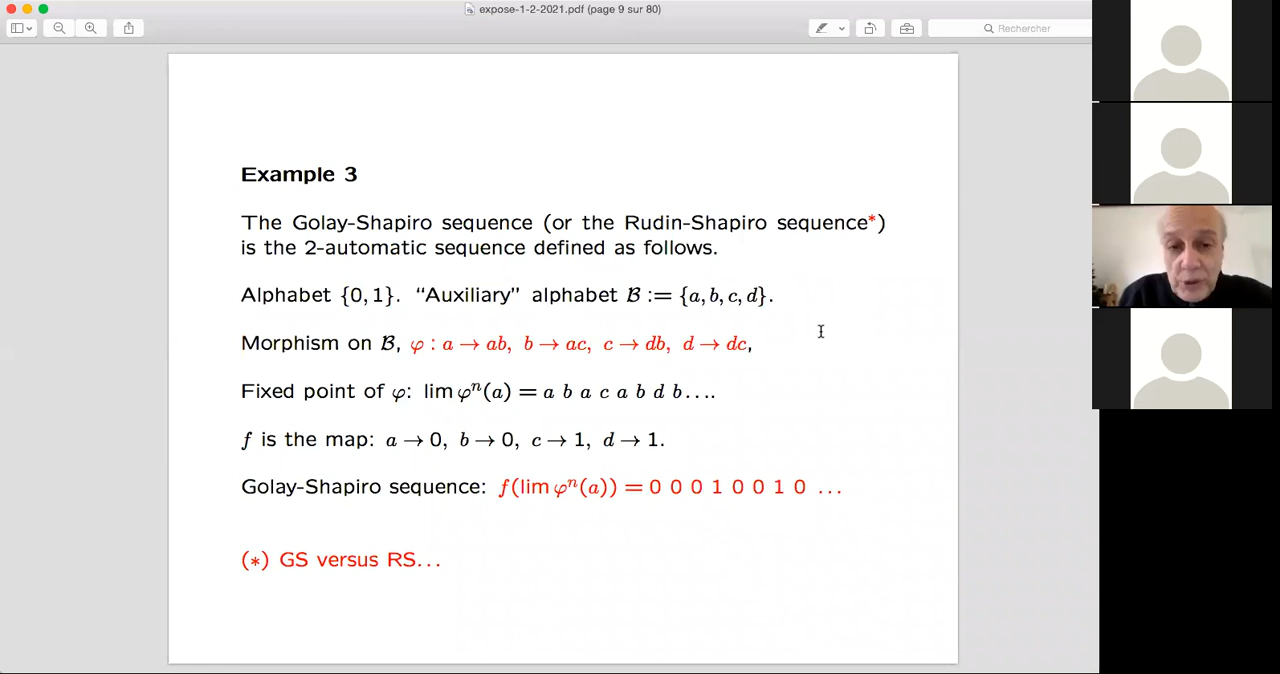 expose-1-2-2021.pdf (page 9 sur 80)
Rechercher
Example 3
The Golay-Shapiro sequence (or the Rudin-Shapiro sequence*)
is the 2-automatic sequence defined as follows.
Alphabet {0, 1}. “Auxiliary” alphabet ℬ := {a, b, c, d}.
Morphism on ℬ, φ : a → ab, b → ac, c → db, d → dc,
Fixed point of φ: lim φⁿ(a) = a b a c a b d b....
f is the map: a → 0, b → 0, c → 1, d → 1.
Golay-Shapiro sequence: f(lim φⁿ(a)) = 0 0 0 1 0 0 1 0 ...
(*) GS versus RS...